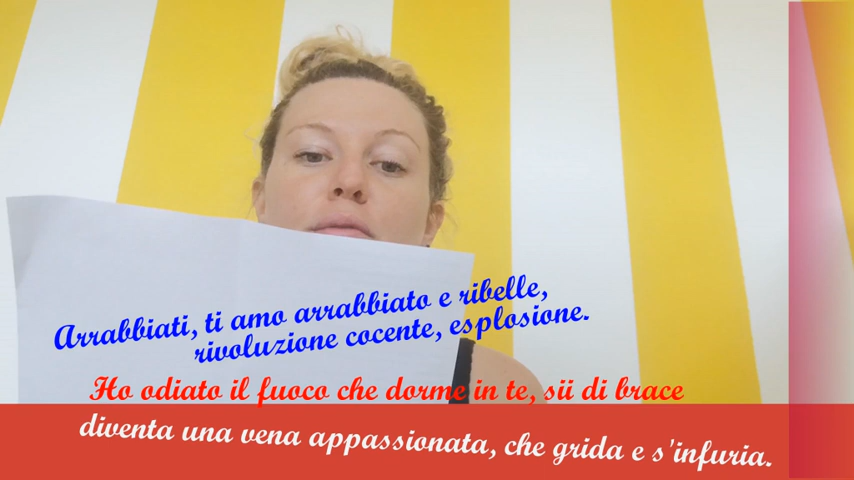 Arrabbiati, ti amo arrabbiato e ribelle,
rivoluzione cocente, esplosione.
Ho odiato il fuoco che dorme in te, sii di brace
diventa una vena appassionata, che grida e s'infuria.